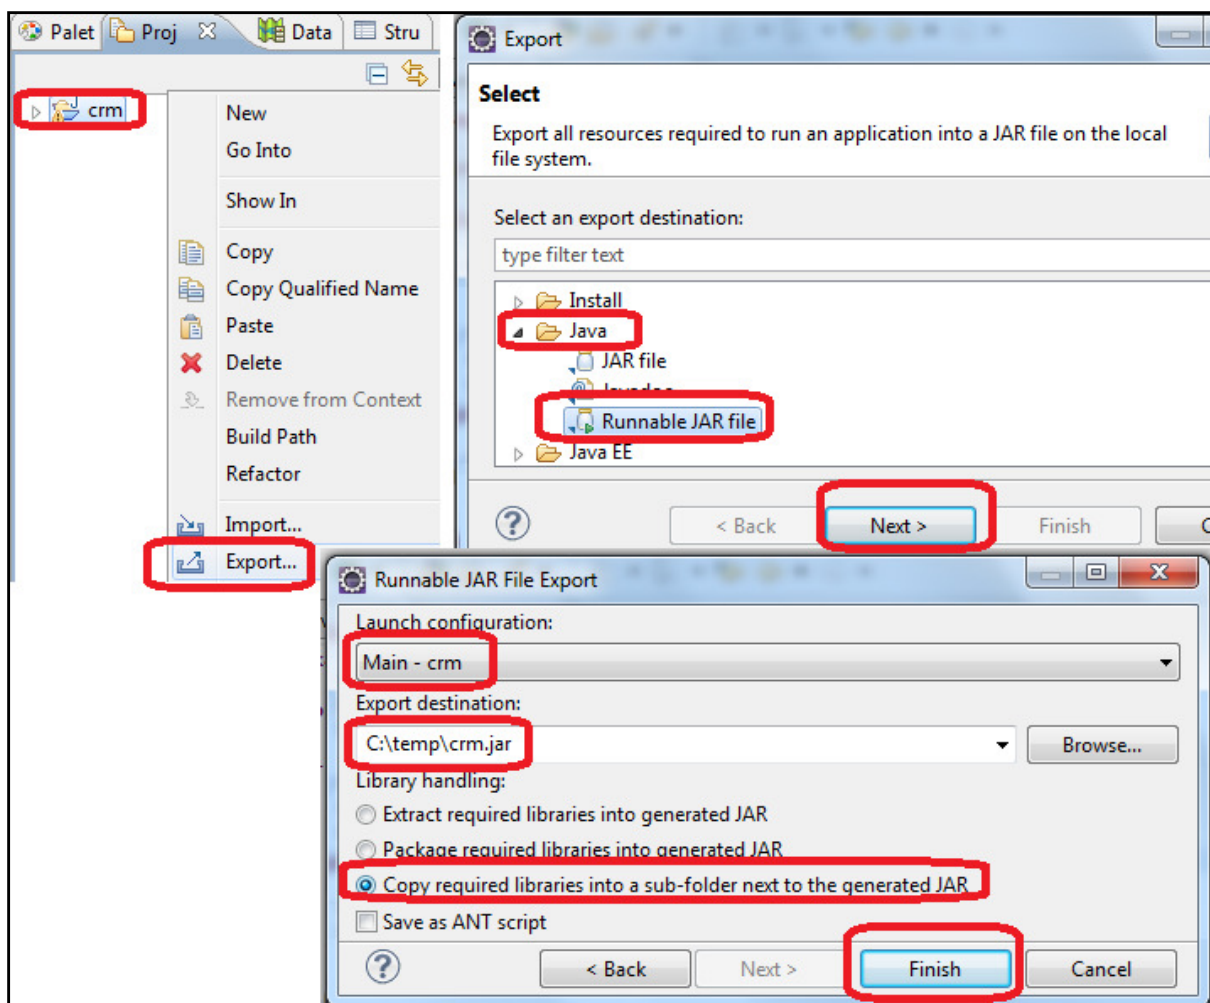 Palet
Proj
Data
Stru
crm
New
Go Into
Show In
Copy
Copy Qualified Name
Paste
Delete
Remove from Context
Build Path
Refactor
Import...
Export...
Export
Select
Export all resources required to run an application into a JAR file on the local
file system.
Select an export destination:
type filter text
Install
Java
JAR file
Javadoc
Runnable JAR file
Java EE
?
< Back
Next >
Finish
C
Runnable JAR File Export
Launch configuration:
Main - crm
Export destination:
C:\temp\crm.jar
Browse...
Library handling:
Extract required libraries into generated JAR
Package required libraries into generated JAR
Copy required libraries into a sub-folder next to the generated JAR
Save as ANT script
?
< Back
Next >
Finish
Cancel